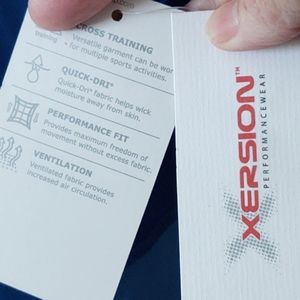 CROSS TRAINING
Versatile garment can be wor
for multiple sports activities.
Training
QUICK-DRI®
Quick-Dri® fabric helps wick
moisture away from skin.
PERFORMANCE FIT
Provides maximum freedom of
movement without excess fabric.
VENTILATION
Ventilated fabric provides
increased air circulation.
XERSION™
PERFORMANCEWEAR